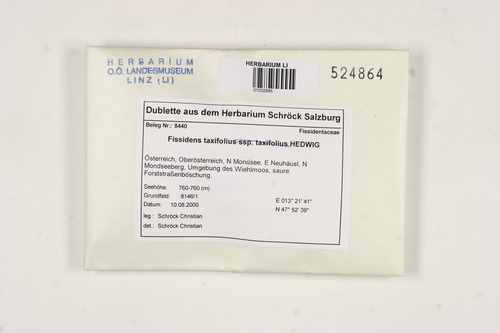 HERBARIUM
O.Ö. LANDESMUSEUM
LINZ (LI)
HERBARIUM LI
01032895
524864
Dublette aus dem Herbarium Schröck Salzburg
Beleg Nr.: 8440
Fissidentaceae
Fissidens taxifolius ssp. taxifolius HEDWIG
Österreich, Oberösterreich, N Mondsee, E Neuhäusl, N
Mondseeberg, Umgebung des Wiehlmoos, saure
Forststraßenböschung.
Seehöhe: 760-760 (m)
Grundfeld: 8146/1
Datum: 10.08.2000
E 013° 21' 41"
N 47° 52' 39"
leg.: Schröck Christian
det.: Schröck Christian